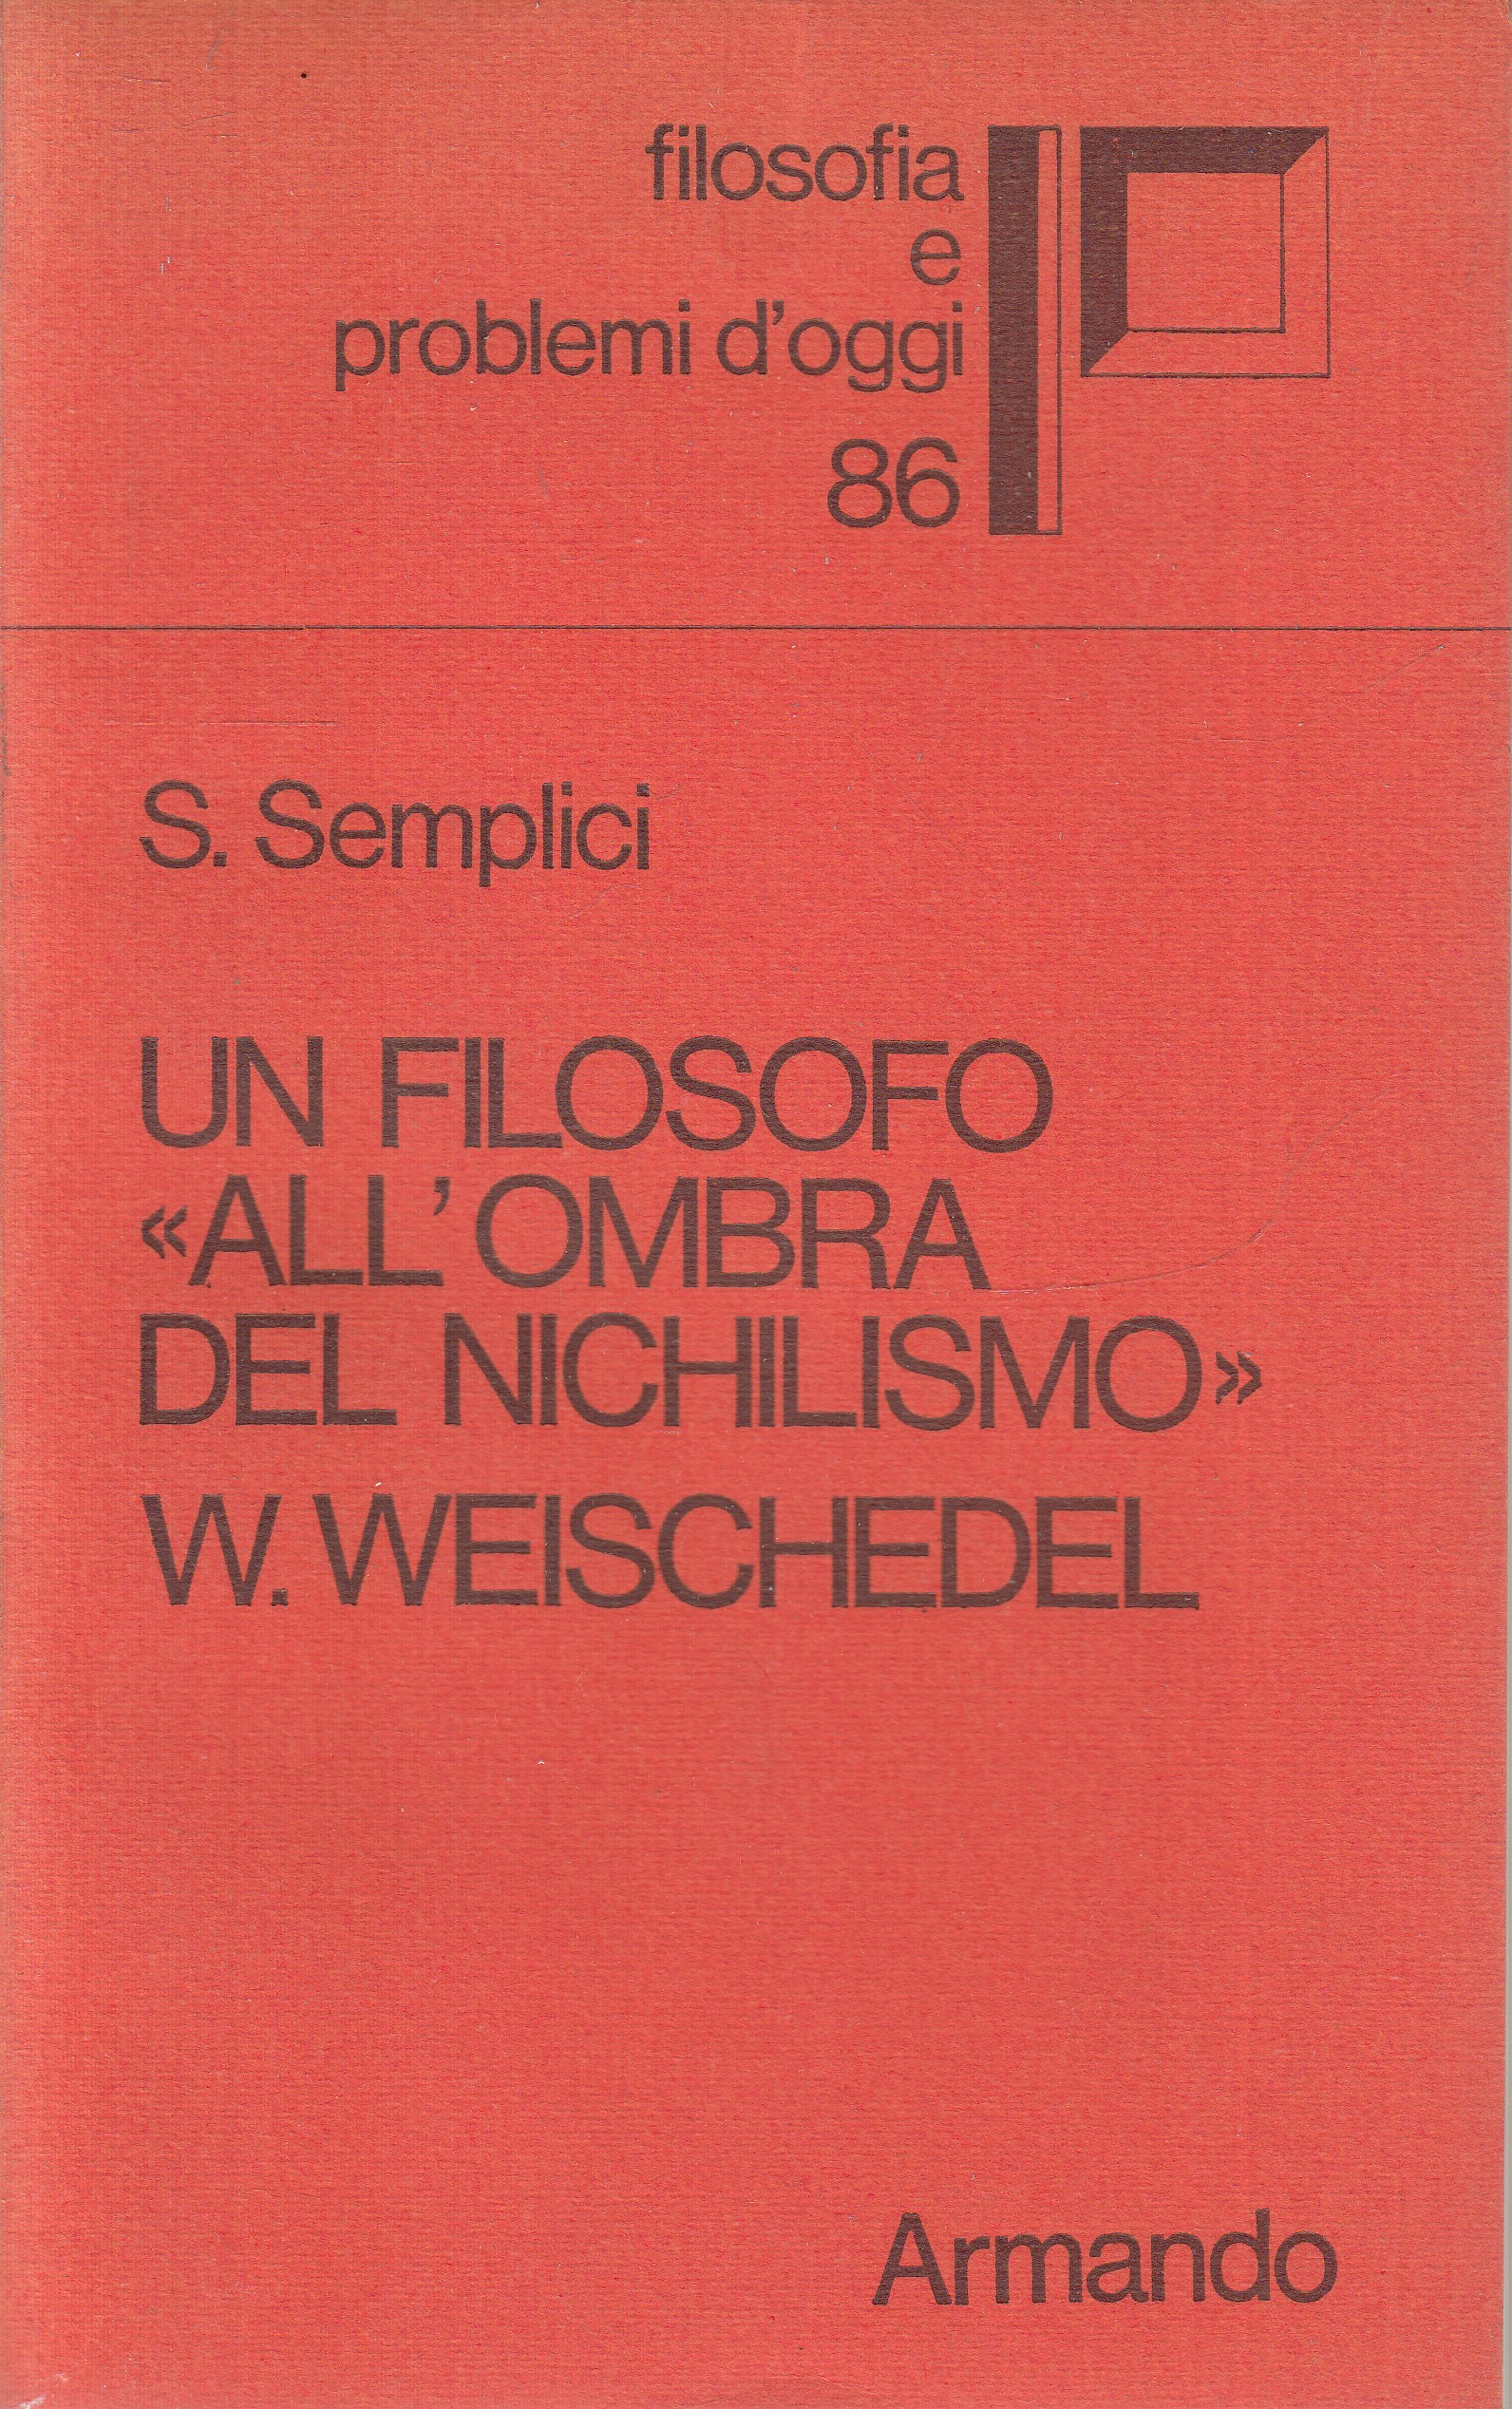 filosofia
e
problemi d'oggi
86
S. Semplici
UN FILOSOFO
«ALL'OMBRA
DEL NICHILISMO»
W. WEISCHEDEL
Armando